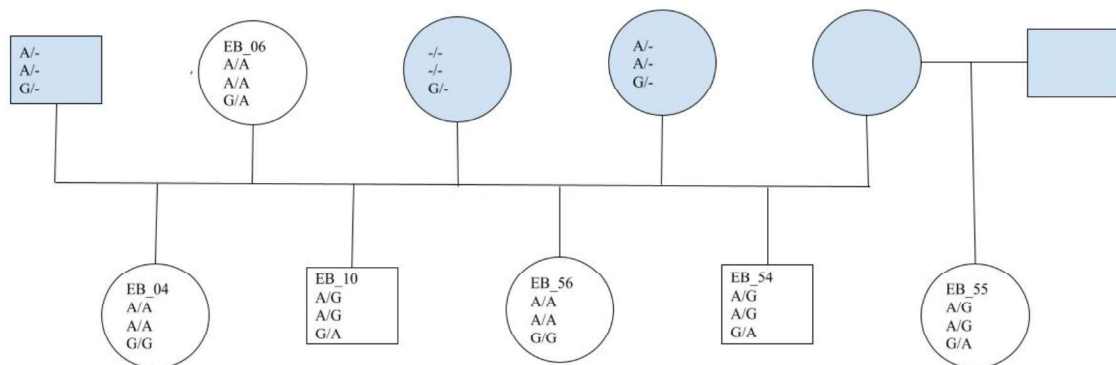 A/-
A/-
G/-
EB_06
A/A
A/A
G/A
-/-
-/-
G/-
A/-
A/-
G/-
EB_04
A/A
A/A
G/G
EB_10
A/G
A/G
G/A
EB_56
A/A
A/A
G/G
EB_54
A/G
A/G
G/A
EB_55
A/G
A/G
G/A